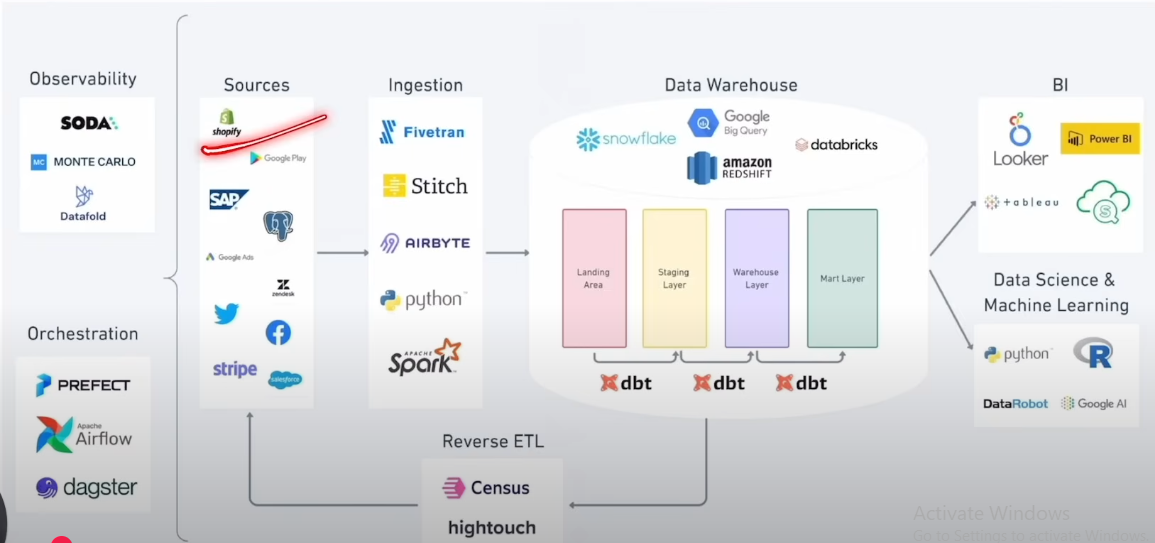 Observability
SODA
MC MONTE CARLO
Datafold
Orchestration
PREFECT
Apache
Airflow
dagster
Sources
shopify
Google Play
SAP
Google Ads
zendesk
stripe
salesforce
Ingestion
Fivetran
Stitch
AIRBYTE
python™
APACHE
Spark™
Data Warehouse
snowflake
Google
Big Query
amazon
REDSHIFT
databricks
Landing
Area
Staging
Layer
Warehouse
Layer
Mart Layer
dbt
dbt
dbt
Reverse ETL
Census
hightouch
BI
Looker
Power BI
+ableau
Data Science &
Machine Learning
python™
R
DataRobot
Google AI
Activate Windows
Go to Settings to activate Windows.